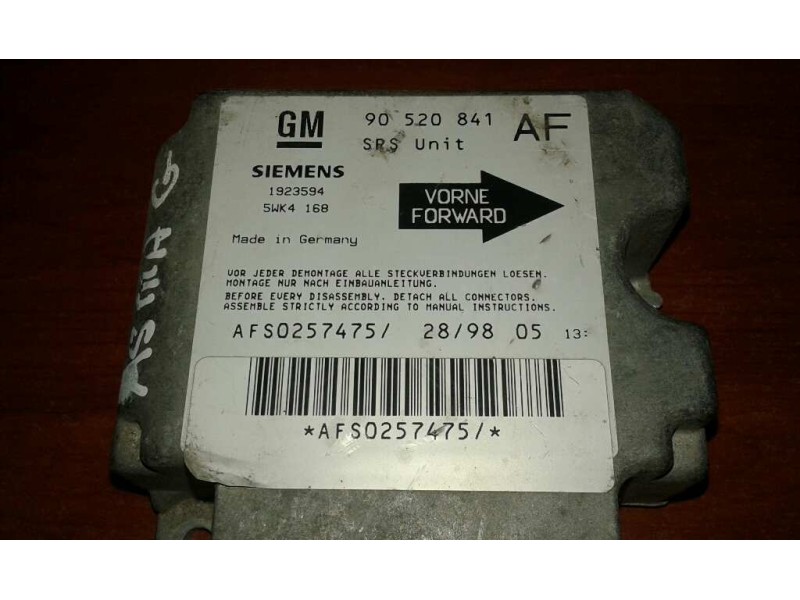 GM 90 520 841 AF
SRS Unit
SIEMENS
1923594
5WK4 168
VORNE
FORWARD
Made in Germany
VOR JEDER DEMONTAGE ALLE STECKVERBINDUNGEN LOESEN.
MONTAGE NUR NACH EINBAUANLEITUNG.
BEFORE EVERY DISASSEMBLY. DETACH ALL CONNECTORS.
ASSEMBLE STRICTLY ACCORDING TO MANUAL INSTRUCTIONS.
AFS0257475/ 28/98 05 13:
*AFS0257475/*
ASTRA G